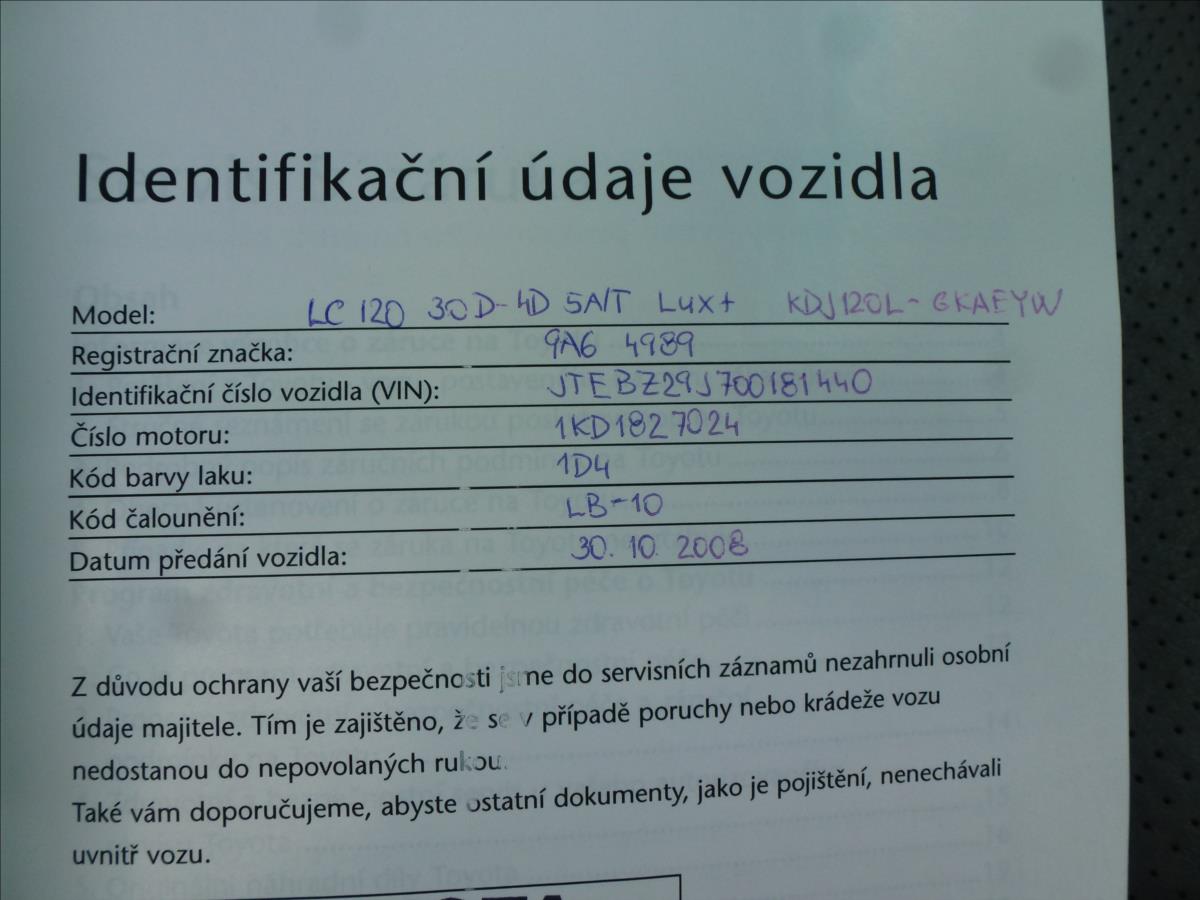 Identifikační údaje vozidla
Model: LC 120 30D-4D 5A/T Lux+ KDJ120L-GKAEYW
Registrační značka: 9A6 4989
Identifikační číslo vozidla (VIN): JTEBZ29J700181440
Číslo motoru: 1KD1827024
Kód barvy laku: 1D4
Kód čalounění: LB-10
Datum předání vozidla: 30. 10. 2008
Z důvodu ochrany vaší bezpečnosti jsme do servisních záznamů nezahrnuli osobní
údaje majitele. Tím je zajištěno, že se v případě poruchy nebo krádeže vozu
nedostanou do nepovolaných rukou.
Také vám doporučujeme, abyste ostatní dokumenty, jako je pojištění, nenechávali
uvnitř vozu.